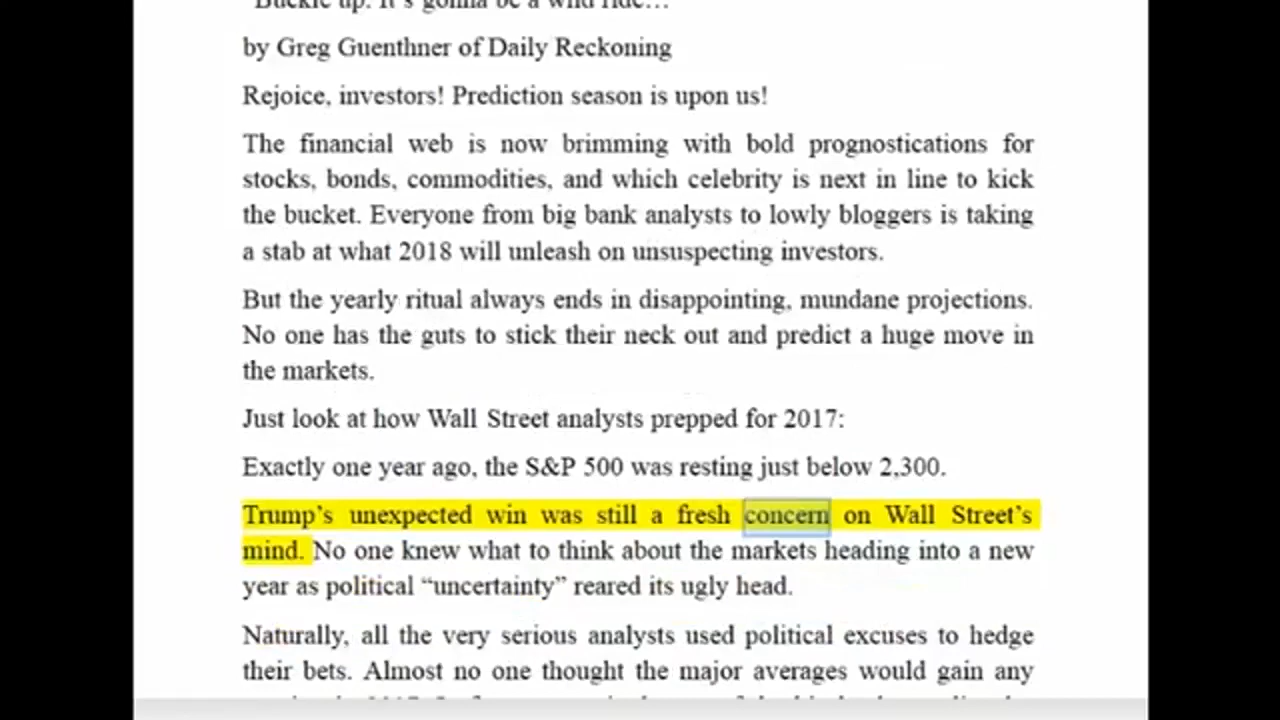 "Buckle up. It's gonna be a wild ride…
by Greg Guenthner of Daily Reckoning
Rejoice, investors! Prediction season is upon us!
The financial web is now brimming with bold prognostications for
stocks, bonds, commodities, and which celebrity is next in line to kick
the bucket. Everyone from big bank analysts to lowly bloggers is taking
a stab at what 2018 will unleash on unsuspecting investors.
But the yearly ritual always ends in disappointing, mundane projections.
No one has the guts to stick their neck out and predict a huge move in
the markets.
Just look at how Wall Street analysts prepped for 2017:
Exactly one year ago, the S&P 500 was resting just below 2,300.
Trump's unexpected win was still a fresh concern on Wall Street's
mind. No one knew what to think about the markets heading into a new
year as political “uncertainty” reared its ugly head.
Naturally, all the very serious analysts used political excuses to hedge
their bets. Almost no one thought the major averages would gain any